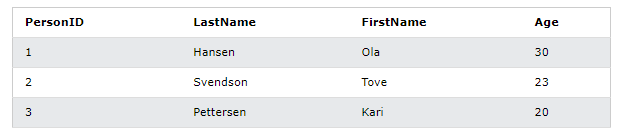 PersonID LastName FirstName Age
1 Hansen Ola 30
2 Svendson Tove 23
3 Pettersen Kari 20